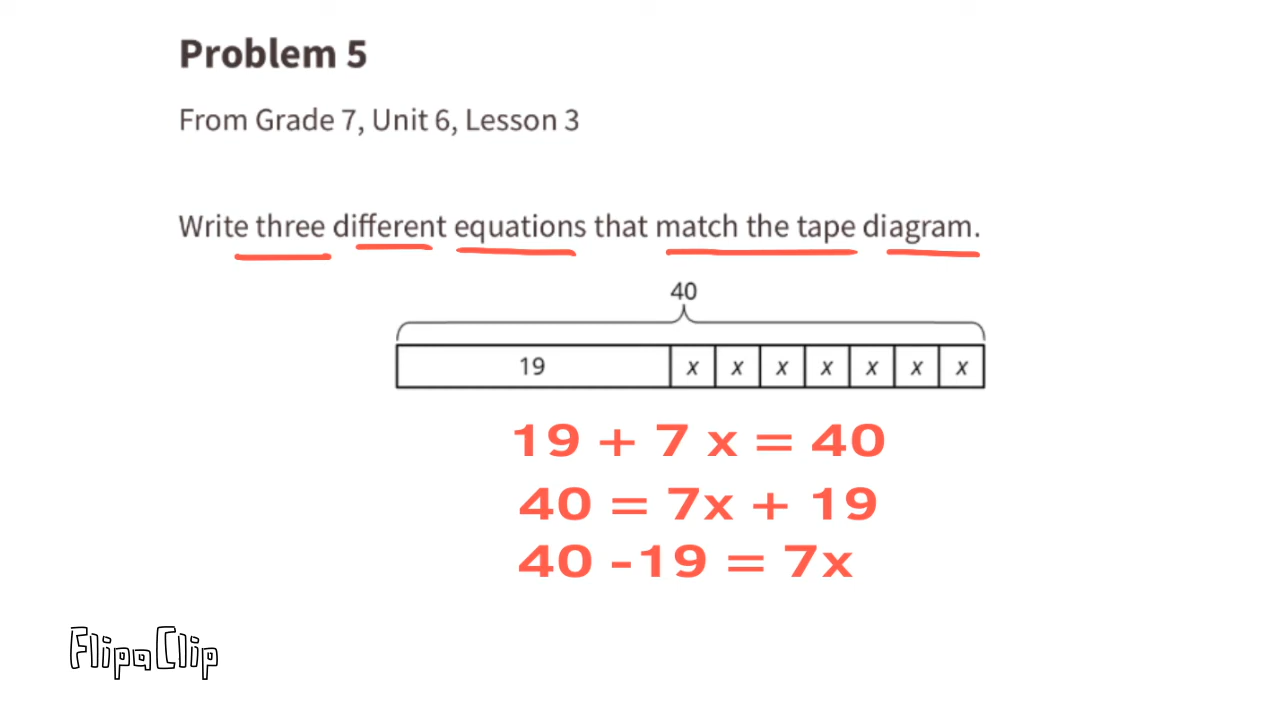 Problem 5
From Grade 7, Unit 6, Lesson 3
Write three different equations that match the tape diagram.
40
19 x x x x x x x
19 + 7 x = 40
40 = 7x + 19
40 -19 = 7x
FlipaClip